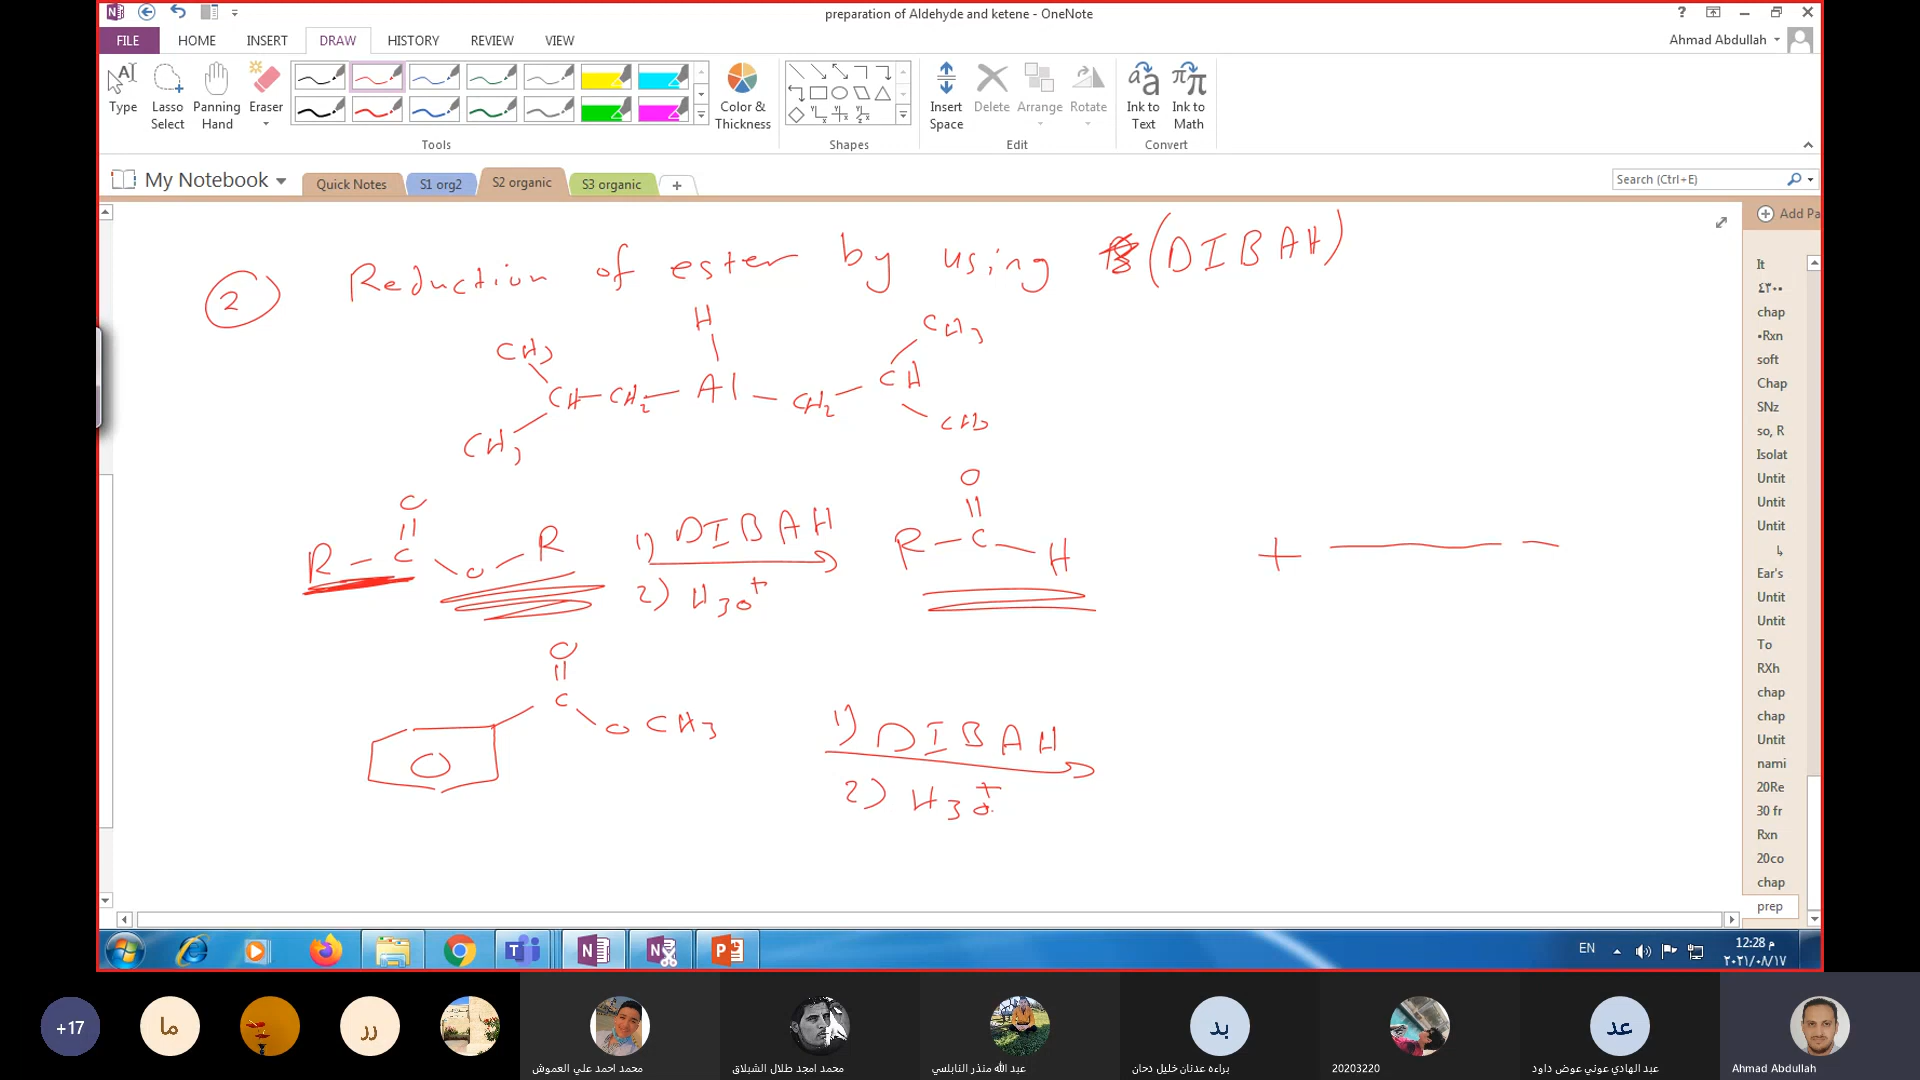 preparation of Aldehyde and ketene - OneNote
FILE HOME INSERT DRAW HISTORY REVIEW VIEW
Ahmad Abdullah
Type Lasso Select Panning Hand Eraser
Color & Thickness
Insert Space Delete Arrange Rotate
Ink to Text Ink to Math
Tools Shapes Edit Convert
My Notebook Quick Notes S1 org2 S2 organic S3 organic
Search (Ctrl+E)
Add Pa
2 Reduction of ester by using (DIBAH)
H
CH3 CH3
CH-CH2-Al-CH2-CH
CH3 CH3
O O
R-C-O-R 1) DIBAH R-C-H +
2) H3O+
O
C
OCH3 1) DIBAH
2) H3O+
It
٤٣٠٠
chap
•Rxn
soft
Chap
SNz
so, R
Isolat
Untit
Untit
Untit
↳
Ear's
Untit
Untit
To
RXh
chap
chap
Untit
nami
20Re
30 fr
Rxn
20co
chap
prep
EN
12:28 م
٢٠٢١/٠٨/١٧
+17
ما
رر
محمد احمد علي العموش
محمد امجد طلال الشبلاق
عبد الله منذر النابلسي
بد
براءه عدنان خليل دحان
20203220
عد
عبد الهادي عوني عوض داود
Ahmad Abdullah